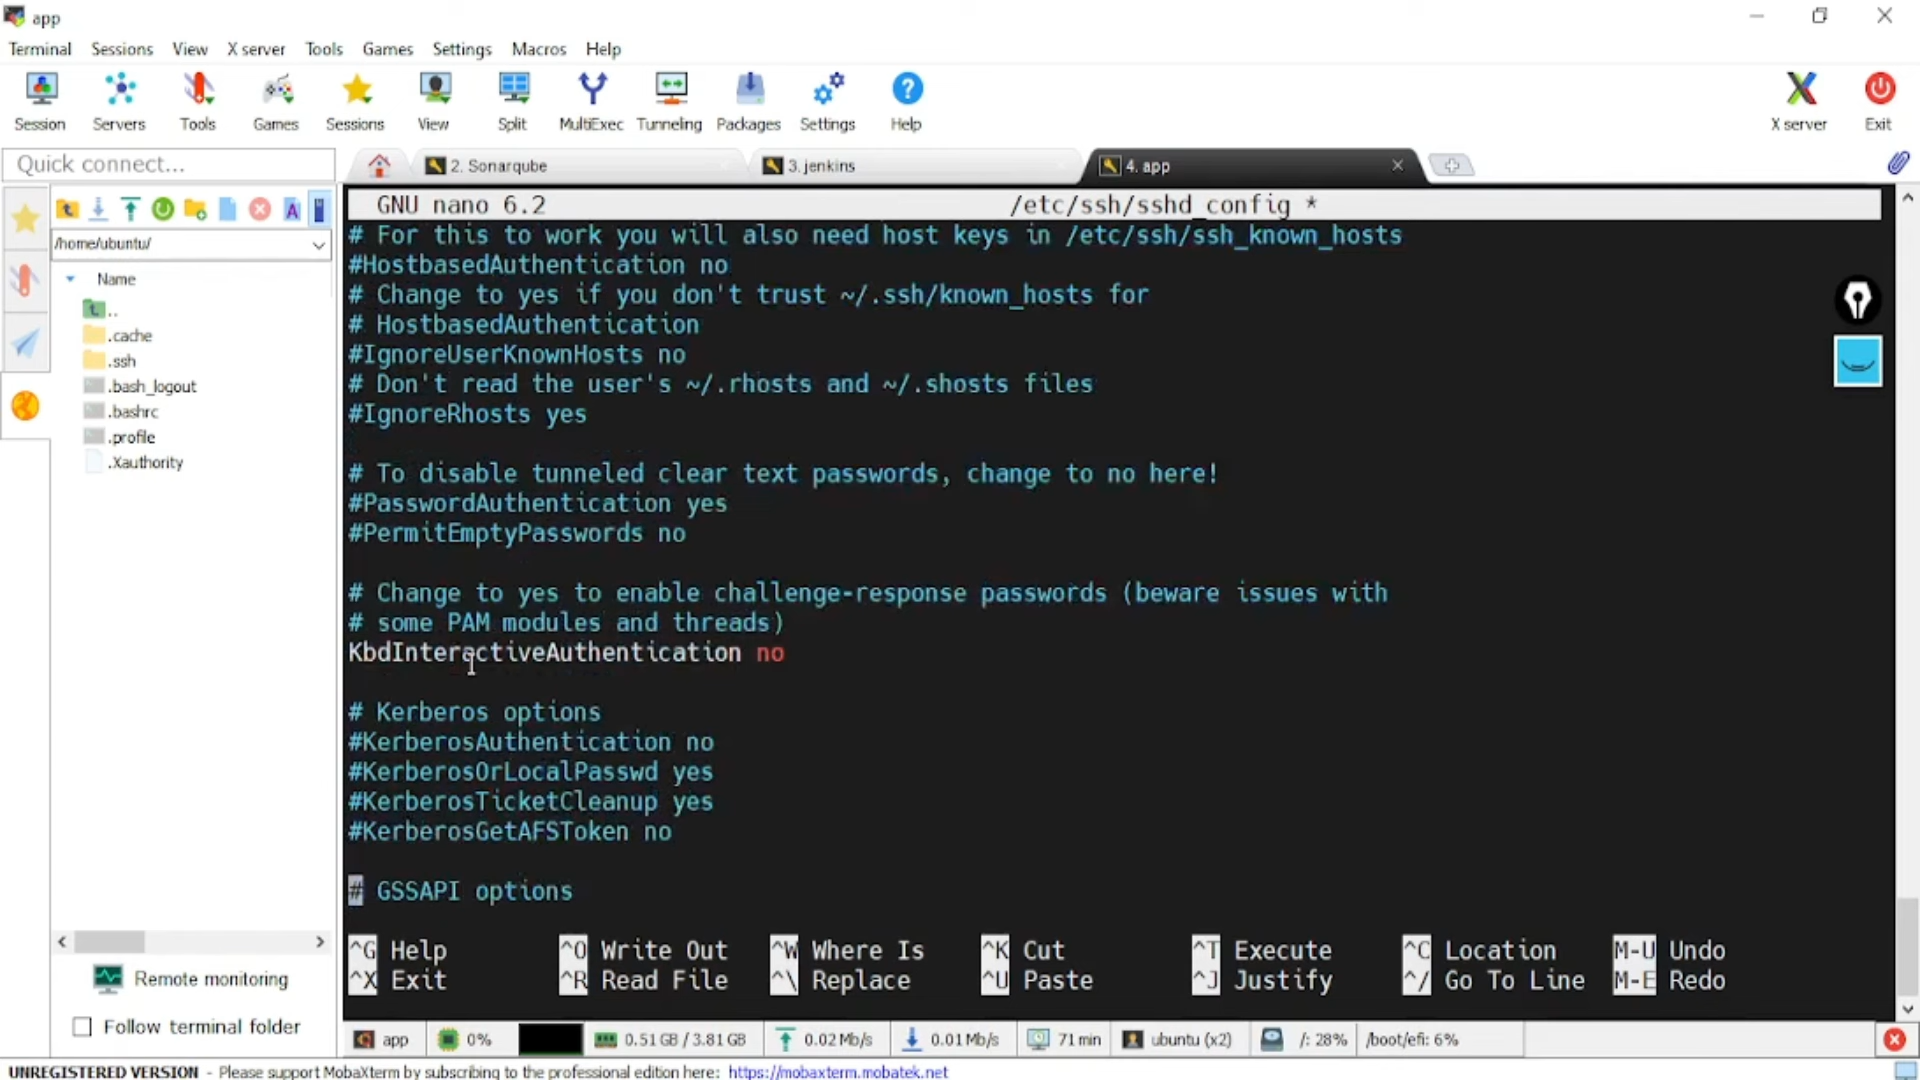 app
Terminal Sessions View X server Tools Games Settings Macros Help
Session Servers Tools Games Sessions View Split MultiExec Tunneling Packages Settings Help X server Exit
Quick connect...
2. Sonarqube
3. jenkins
4. app
/home/ubuntu/
Name
..
.cache
.ssh
.bash_logout
.bashrc
.profile
.Xauthority
Remote monitoring
Follow terminal folder
GNU nano 6.2 /etc/ssh/sshd_config *
# For this to work you will also need host keys in /etc/ssh/ssh_known_hosts
#HostbasedAuthentication no
# Change to yes if you don't trust ~/.ssh/known_hosts for
# HostbasedAuthentication
#IgnoreUserKnownHosts no
# Don't read the user's ~/.rhosts and ~/.shosts files
#IgnoreRhosts yes
# To disable tunneled clear text passwords, change to no here!
#PasswordAuthentication yes
#PermitEmptyPasswords no
# Change to yes to enable challenge-response passwords (beware issues with
# some PAM modules and threads)
KbdInteractiveAuthentication no
# Kerberos options
#KerberosAuthentication no
#KerberosOrLocalPasswd yes
#KerberosTicketCleanup yes
#KerberosGetAFSToken no
# GSSAPI options
^G Help ^O Write Out ^W Where Is ^K Cut ^T Execute ^C Location M-U Undo
^X Exit ^R Read File ^\ Replace ^U Paste ^J Justify ^/ Go To Line M-E Redo
app 0% 0.51 GB / 3.81 GB 0.02 Mb/s 0.01 Mb/s 71 min ubuntu (x2) /: 28% /boot/efi: 6%
UNREGISTERED VERSION - Please support MobaXterm by subscribing to the professional edition here: https://mobaxterm.mobatek.net